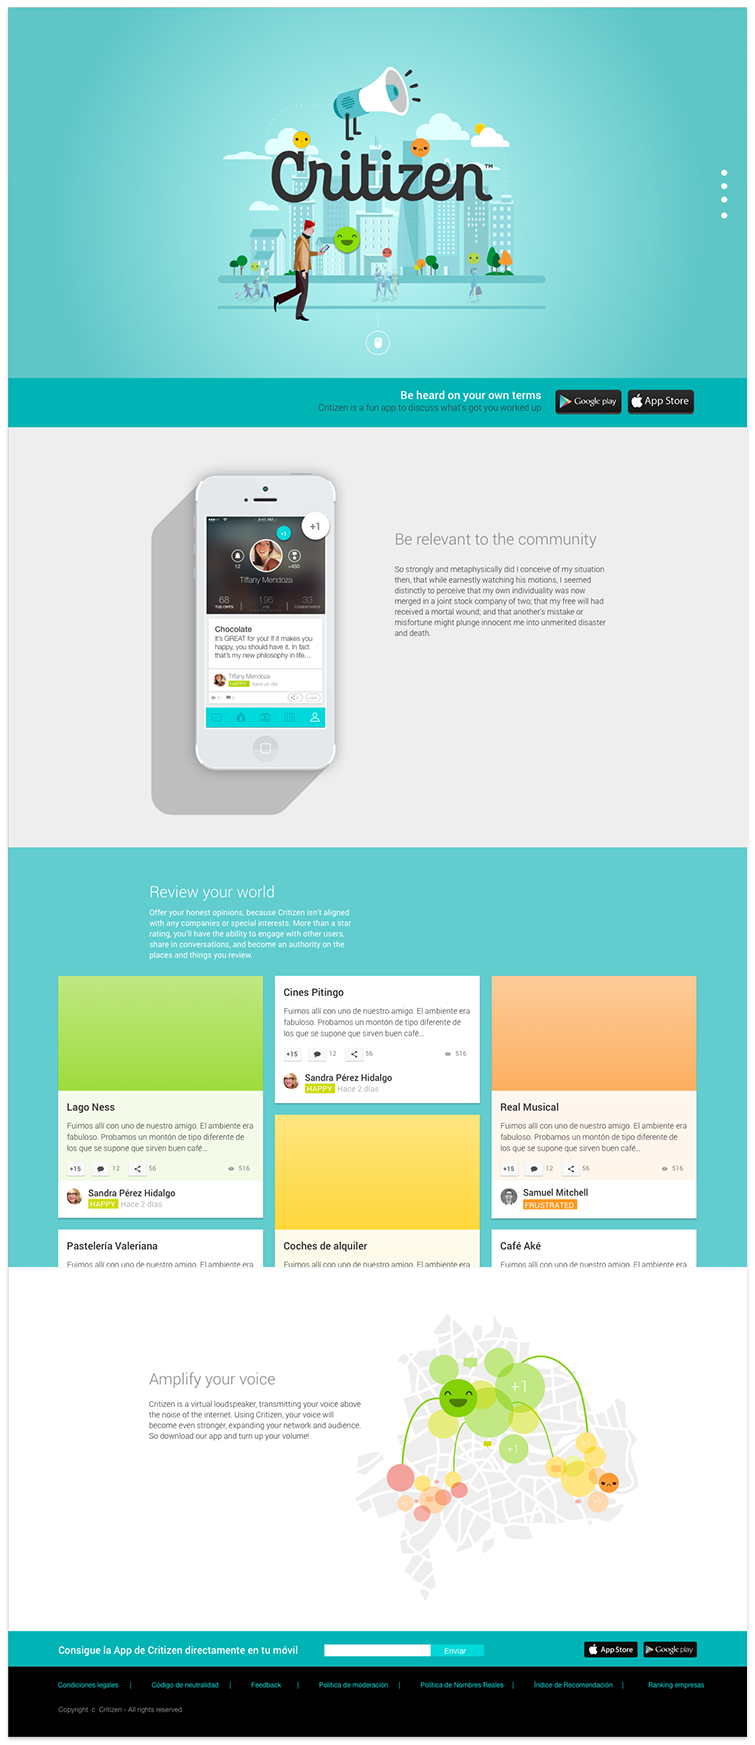 Critizen™
Be heard on your own terms
Critizen is a fun app to discuss what's got you worked up
Google play
App Store
+1
+1
12
+450
Tiffany Mendoza
68
195
33
TUS CRITS
+1'S
COMENTARIOS
Chocolate
It's GREAT for you! If it makes you
happy, you should have it. In fact
that's my new philosophy in life...
Tiffany Mendoza
HAPPY hace un día
Be relevant to the community
So strongly and metaphysically did I conceive of my situation
then, that while earnestly watching his motions, I seemed
distinctly to perceive that my own individuality was now
merged in a joint stock company of two; that my free will had
received a mortal wound; and that another's mistake or
misfortune might plunge innocent me into unmerited disaster
and death.
Review your world
Offer your honest opinions, because Critizen isn't aligned
with any companies or special interests. More than a star
rating, you'll have the ability to engage with other users,
share in conversations, and become an authority on the
places and things you review.
Lago Ness
Fuimos allí con uno de nuestro amigo. El ambiente era
fabuloso. Probamos un montón de tipo diferente de
los que se supone que sirven buen café...
+15 12 56 516
Sandra Pérez Hidalgo
HAPPY Hace 2 días
Pastelería Valeriana
Fuimos allí con uno de nuestro amigo. El ambiente era
Cines Pitingo
Fuimos allí con uno de nuestro amigo. El ambiente era
fabuloso. Probamos un montón de tipo diferente de
los que se supone que sirven buen café...
+15 12 56 516
Sandra Pérez Hidalgo
HAPPY Hace 2 días
Coches de alquiler
Fuimos allí con uno de nuestro amigo. El ambiente era
Real Musical
Fuimos allí con uno de nuestro amigo. El ambiente era
fabuloso. Probamos un montón de tipo diferente de
los que se supone que sirven buen café...
+15 12 56 516
Samuel Mitchell
FRUSTRATED
Café Aké
Fuimos allí con uno de nuestro amigo. El ambiente era
Amplify your voice
Critizen is a virtual loudspeaker, transmitting your voice above
the noise of the internet. Using Critizen, your voice will
become even stronger, expanding your network and audience.
So download our app and turn up your volume!
+1
+1
+1
+1
Consigue la App de Critizen directamente en tu móvil
Enviar
App Store
Google play
Condiciones legales | Código de neutralidad | Feedback | Política de moderación | Política de Nombres Reales | Índice de Recomendación | Ranking empresas
Copyright c Critizen - All rights reserved